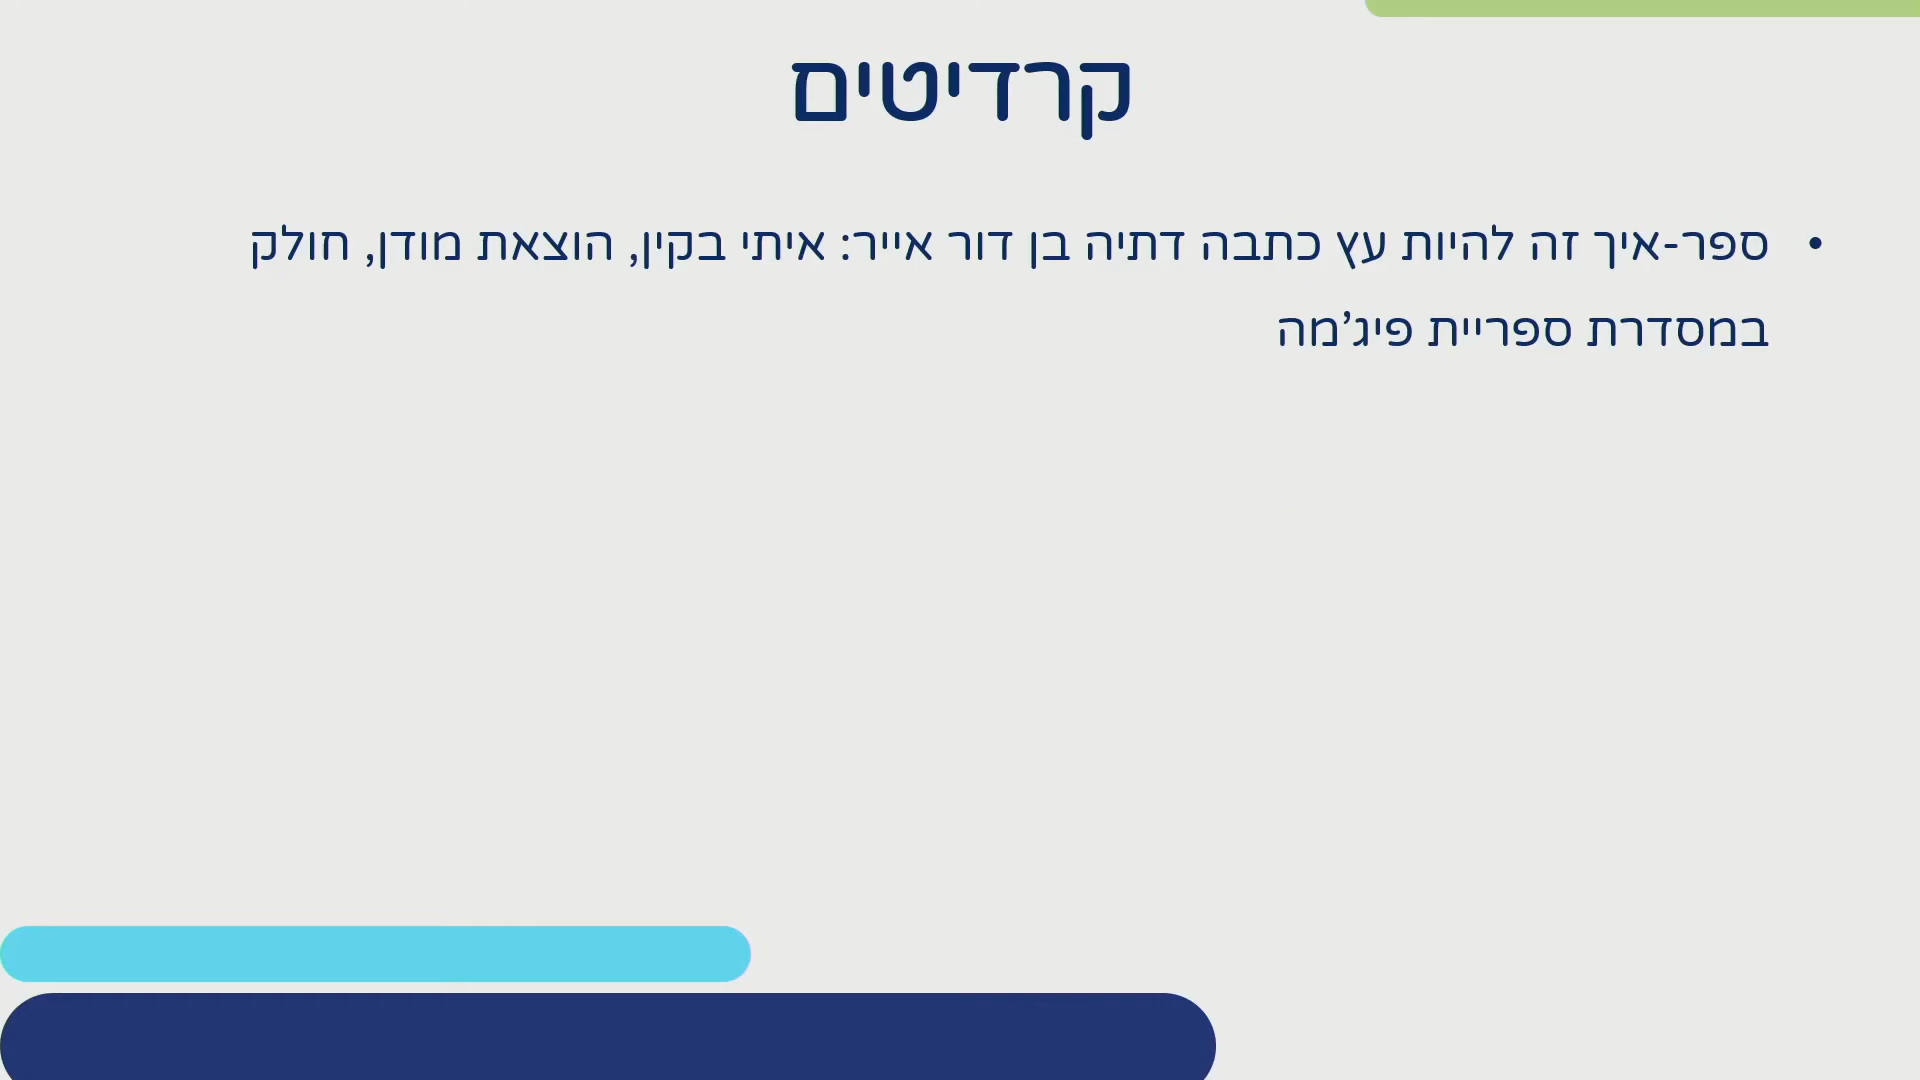 קרדיטים
• ספר-איך זה להיות עץ כתבה דתיה בן דור אייר: איתי בקין, הוצאת מודן, חולק
במסדרת ספריית פיג'מה